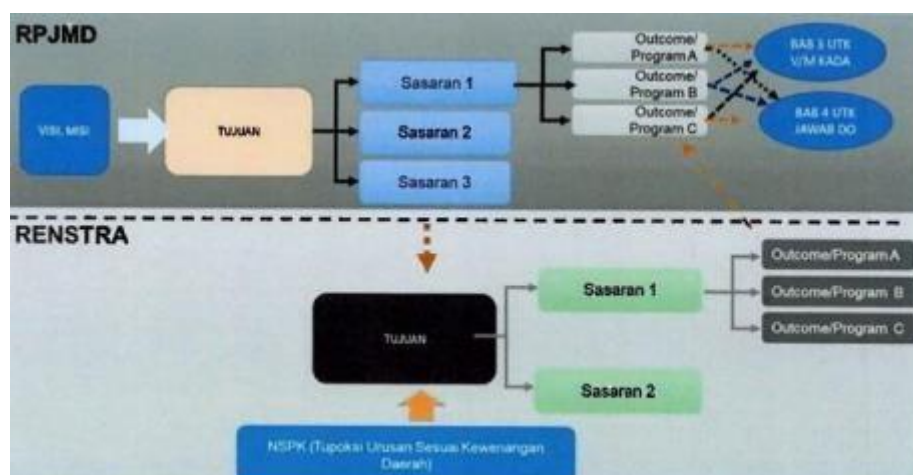 RPJMD
VISI, MISI
TUJUAN
Sasaran 1
Sasaran 2
Sasaran 3
Outcome/
Program A
Outcome/
Program B
Outcome/
Program C
BAB 3 UTK
V/M KADA
BAB 4 UTK
JAWAB DO
RENSTRA
TUJUAN
Sasaran 1
Sasaran 2
Outcome/Program A
Outcome/Program B
Outcome/Program C
NSPK (Tupoksi Urusan Sesuai Kewenangan
Daerah)